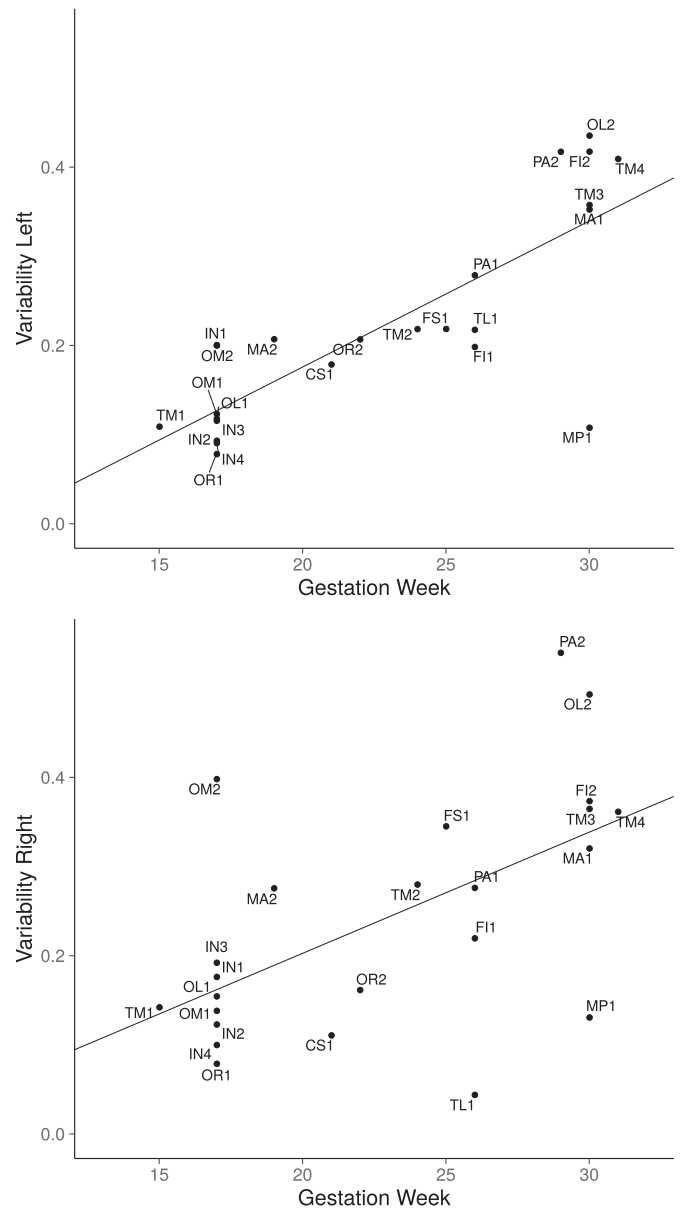 Variability Left
0.4
0.2
0.0
OL2
PA2 FI2
TM4
TM3
MA1
PA1
FS1 TL1
TM2
IN1
MA2 OR2
OM2
FI1
CS1
OM1
OL1
TM1
IN3
IN2
MP1
IN4
OR1
15 20 25 30
Gestation Week
Variability Right
0.4
0.2
0.0
PA2
OL2
OM2
FI2
FS1 TM3
TM4
MA1
PA1
TM2
MA2
FI1
IN3
IN1
OR2
OL1
MP1
TM1 OM1
IN2
CS1
IN4
OR1
TL1
15 20 25 30
Gestation Week